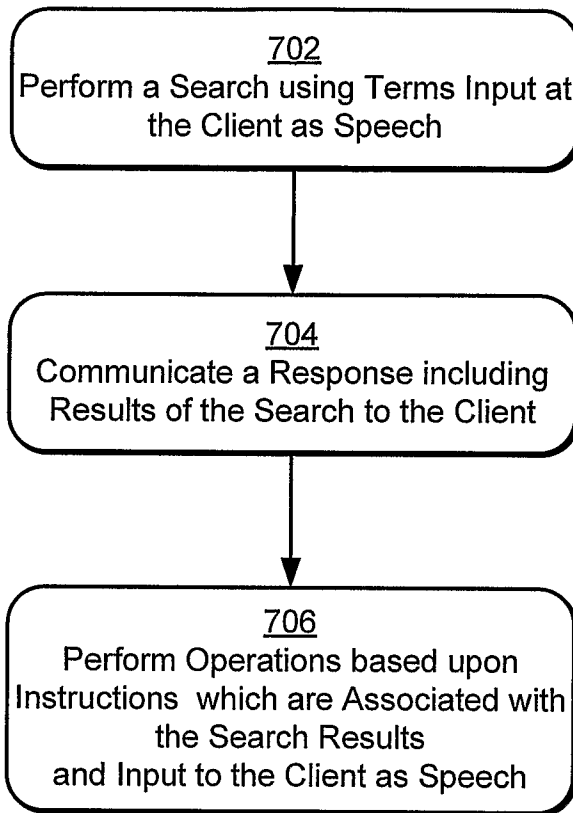 702
Perform a Search using Terms Input at
the Client as Speech
704
Communicate a Response including
Results of the Search to the Client
706
Perform Operations based upon
Instructions which are Associated with
the Search Results
and Input to the Client as Speech